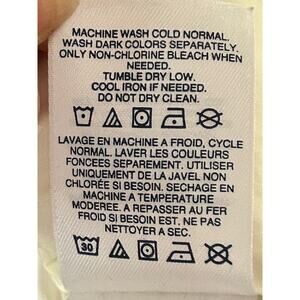 MACHINE WASH COLD NORMAL.
WASH DARK COLORS SEPARATELY.
ONLY NON-CHLORINE BLEACH WHEN
NEEDED.
TUMBLE DRY LOW.
COOL IRON IF NEEDED.
DO NOT DRY CLEAN.
LAVAGE EN MACHINE A FROID, CYCLE
NORMAL. LAVER LES COULEURS
FONCEES SEPAREMENT. UTILISER
UNIQUEMENT DE LA JAVEL NON
CHLORÉE SI BESOIN. SECHAGE EN
MACHINE A TEMPERATURE
MODEREE. A REPASSER AU FER
FROID SI BESOIN EST. NE PAS
NETTOYER A SEC.
30